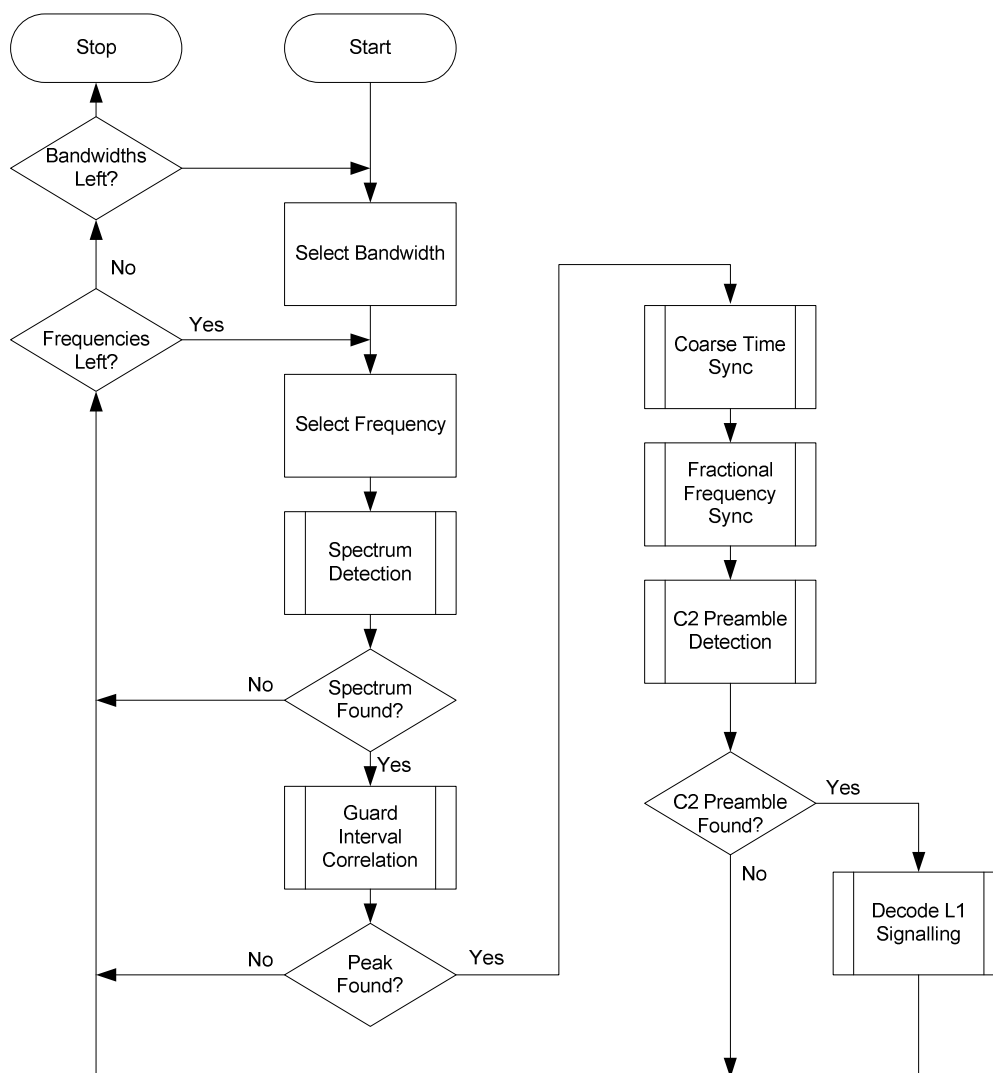 Stop
Start
Bandwidths
Left?
Select Bandwidth
No
Frequencies
Left?
Yes
Select Frequency
Spectrum
Detection
No
Spectrum
Found?
Yes
Guard
Interval
Correlation
No
Peak
Found?
Yes
Coarse Time
Sync
Fractional
Frequency
Sync
C2 Preamble
Detection
C2 Preamble
Found?
Yes
No
Decode L1
Signalling